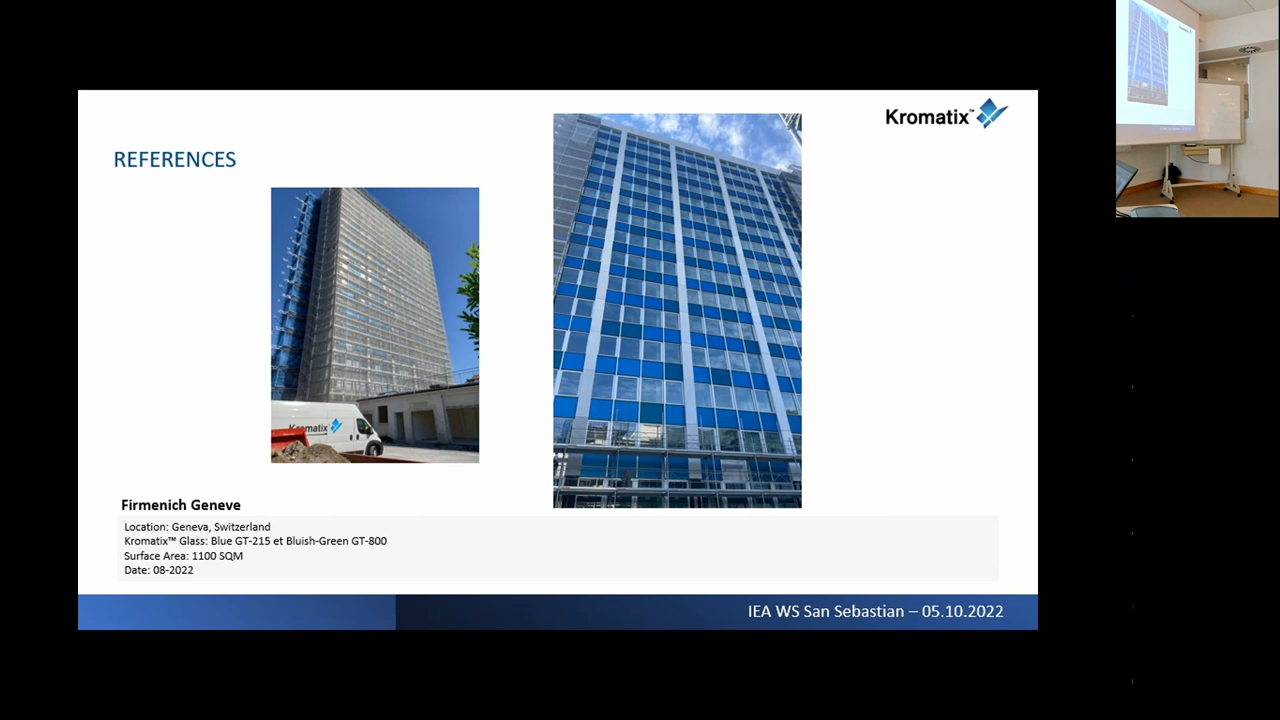 Kromatix™
REFERENCES
Kromatix
Firmenich Geneve
Location: Geneva, Switzerland
Kromatix™ Glass: Blue GT-215 et Bluish-Green GT-800
Surface Area: 1100 SQM
Date: 08-2022
IEA WS San Sebastian – 05.10.2022